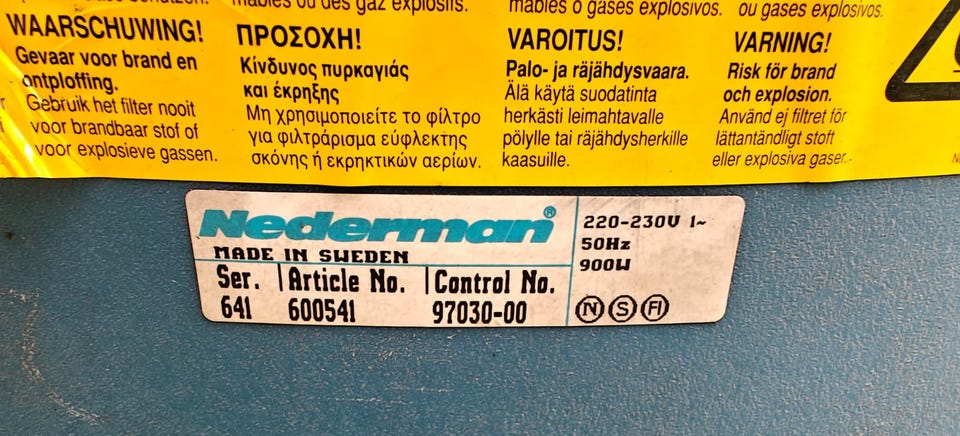 mables ou des gaz explosifs.
mables o gases explosivos.
ou gases explosivos.
WAARSCHUWING!
Gevaar voor brand en
ontploffing.
Gebruik het filter nooit
voor brandbaar stof of
voor explosieve gassen.
ΠΡΟΣΟΧΗ!
Κίνδυνος πυρκαγιάς
και έκρηξης
Μη χρησιμοποιείτε το φίλτρο
για φιλτράρισμα εύφλεκτης
σκόνης ή εκρηκτικών αερίων.
VAROITUS!
Palo- ja räjähdysvaara.
Älä käytä suodatinta
herkästi leimahtavalle
pölylle tai räjähdysherkille
kaasuille.
VARNING!
Risk för brand
och explosion.
Använd ej filtret för
lättantändligt stoft
eller explosiva gaser.
Nederman®
MADE IN SWEDEN
Ser. Article No. Control No.
641 600541 97030-00
220-230V 1~
50Hz
900W
N S FI